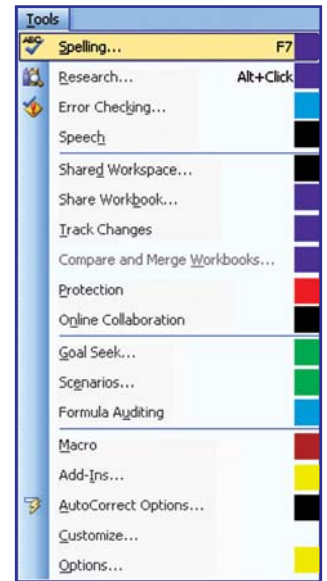 Tools
ABC
Spelling... F7
Research... Alt+Click
Error Checking...
Speech
Shared Workspace...
Share Workbook...
Track Changes
Compare and Merge Workbooks...
Protection
Online Collaboration
Goal Seek...
Scenarios...
Formula Auditing
Macro
Add-Ins...
AutoCorrect Options...
Customize...
Options...